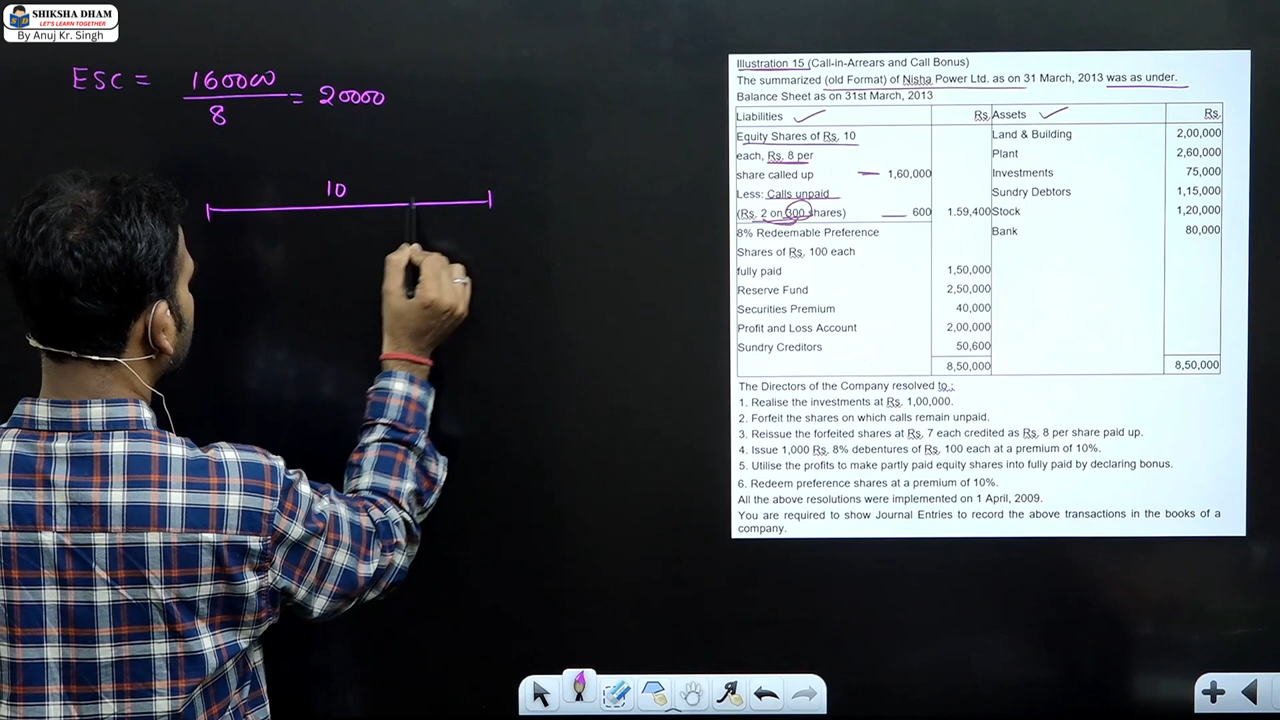 SHIKSHA DHAM
LET'S LEARN TOGETHER
By Anuj Kr. Singh
ESC = 160000 / 8 = 20000
10
Illustration 15 (Call-in-Arrears and Call Bonus)
The summarized (old Format) of Nisha Power Ltd. as on 31 March, 2013 was as under.
Balance Sheet as on 31st March, 2013
Liabilities Rs. Assets Rs.
Equity Shares of Rs. 10 Land & Building 2,00,000
each, Rs. 8 per Plant 2,60,000
share called up 1,60,000 Investments 75,000
Less: Calls unpaid Sundry Debtors 1,15,000
(Rs. 2 on 300 shares) 600 1.59,400 Stock 1,20,000
8% Redeemable Preference Bank 80,000
Shares of Rs. 100 each
fully paid 1,50,000
Reserve Fund 2,50,000
Securities Premium 40,000
Profit and Loss Account 2,00,000
Sundry Creditors 50,600
8,50,000 8,50,000
The Directors of the Company resolved to :
1. Realise the investments at Rs. 1,00,000.
2. Forfeit the shares on which calls remain unpaid.
3. Reissue the forfeited shares at Rs. 7 each credited as Rs. 8 per share paid up.
4. Issue 1,000 Rs. 8% debentures of Rs. 100 each at a premium of 10%.
5. Utilise the profits to make partly paid equity shares into fully paid by declaring bonus.
6. Redeem preference shares at a premium of 10%.
All the above resolutions were implemented on 1 April, 2009.
You are required to show Journal Entries to record the above transactions in the books of a
company.